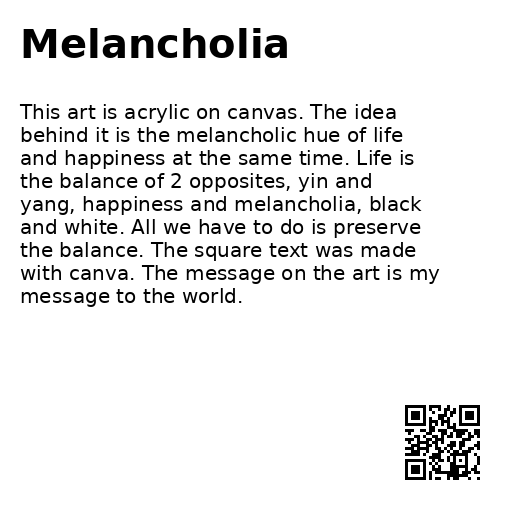 Melancholia
This art is acrylic on canvas. The idea
behind it is the melancholic hue of life
and happiness at the same time. Life is
the balance of 2 opposites, yin and
yang, happiness and melancholia, black
and white. All we have to do is preserve
the balance. The square text was made
with canva. The message on the art is my
message to the world.